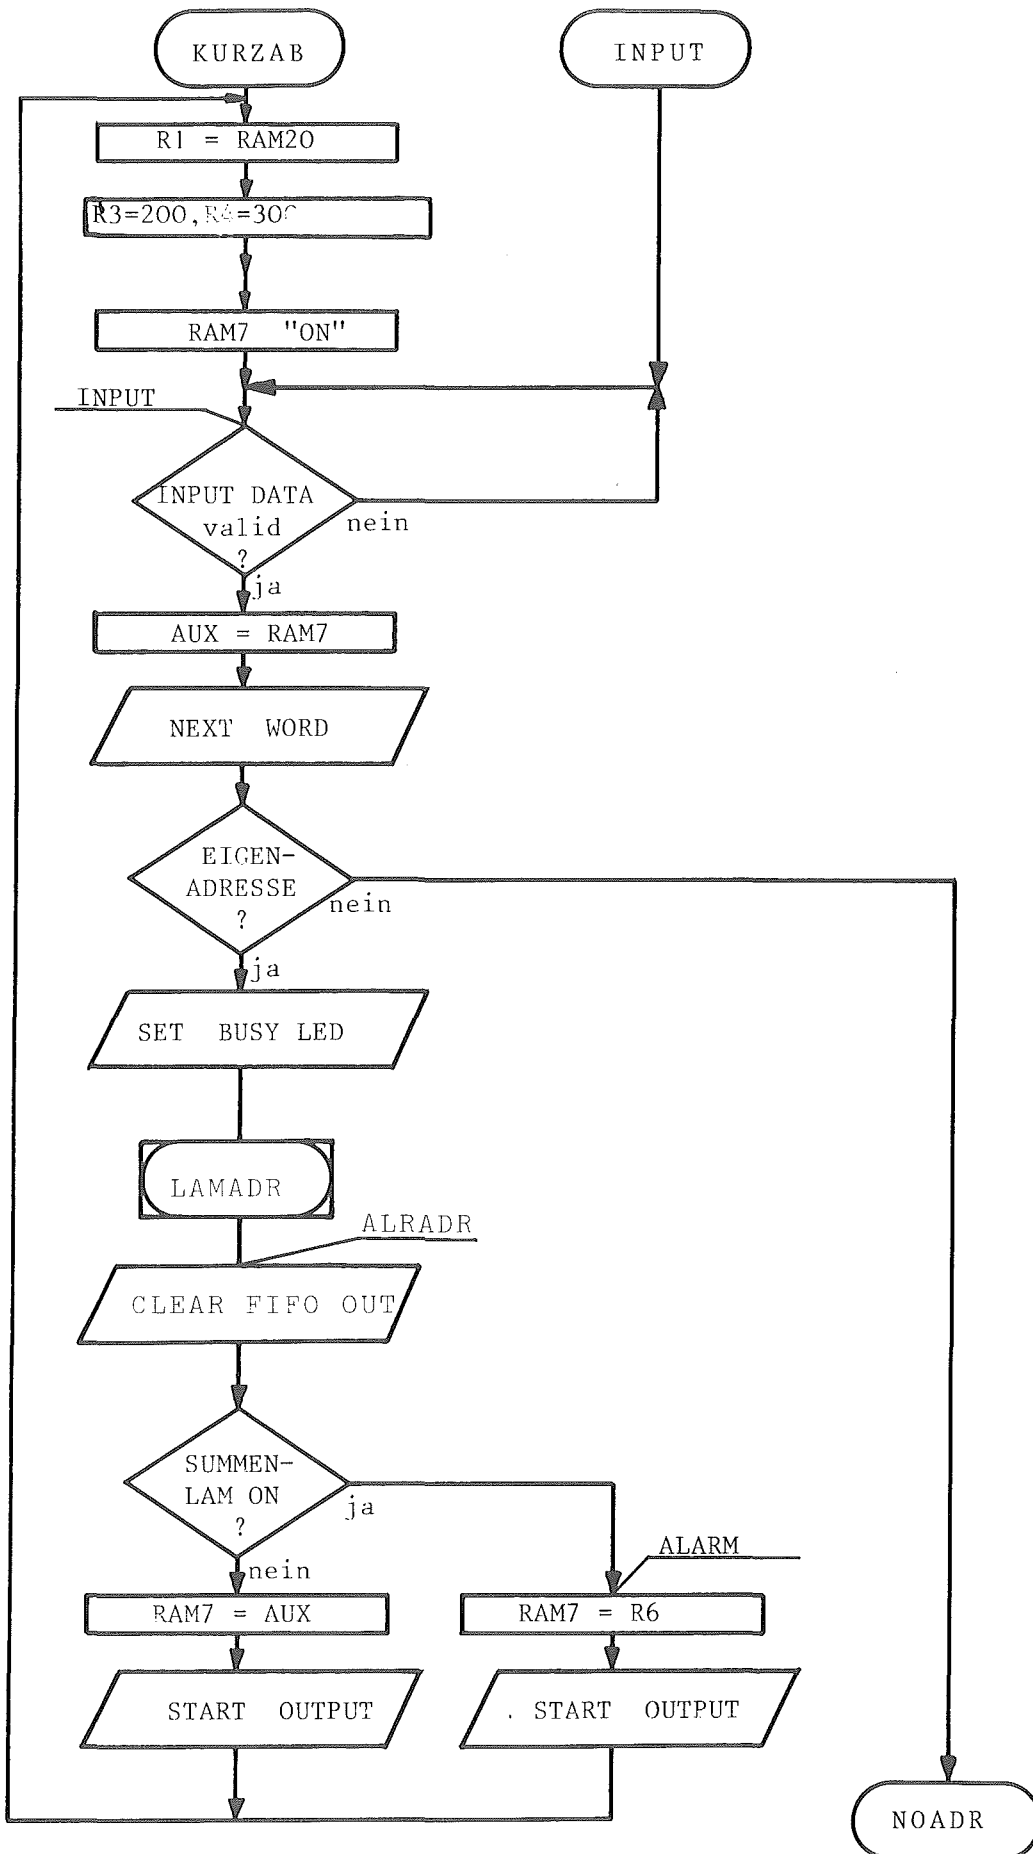 KURZAB
INPUT
R1 = RAM20
R3=200, R4=300
RAM7 "ON"
INPUT
INPUT DATA
valid
?
nein
ja
AUX = RAM7
NEXT WORD
EIGEN-
ADRESSE
?
nein
ja
SET BUSY LED
LAMADR
ALRADR
CLEAR FIFO OUT
SUMMEN-
LAM ON
?
ja
nein
ALARM
RAM7 = AUX
RAM7 = R6
START OUTPUT
START OUTPUT
NOADR